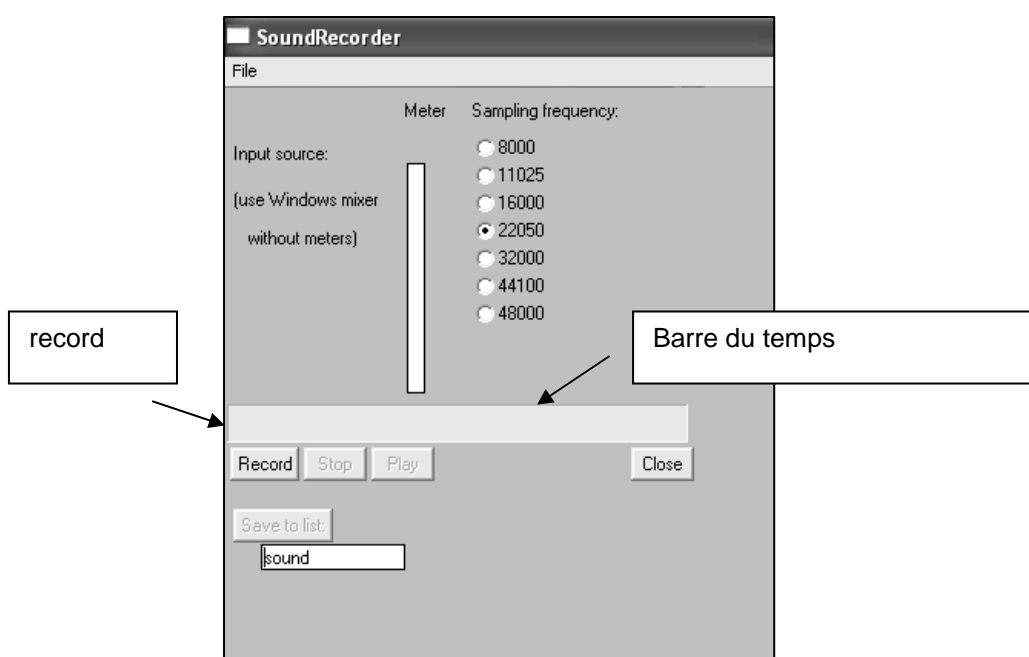 SoundRecorder
File
Meter
Sampling frequency:
Input source:
(use Windows mixer
without meters)
8000
11025
16000
22050
32000
44100
48000
record
Barre du temps
Record Stop Play Close
Save to list:
sound